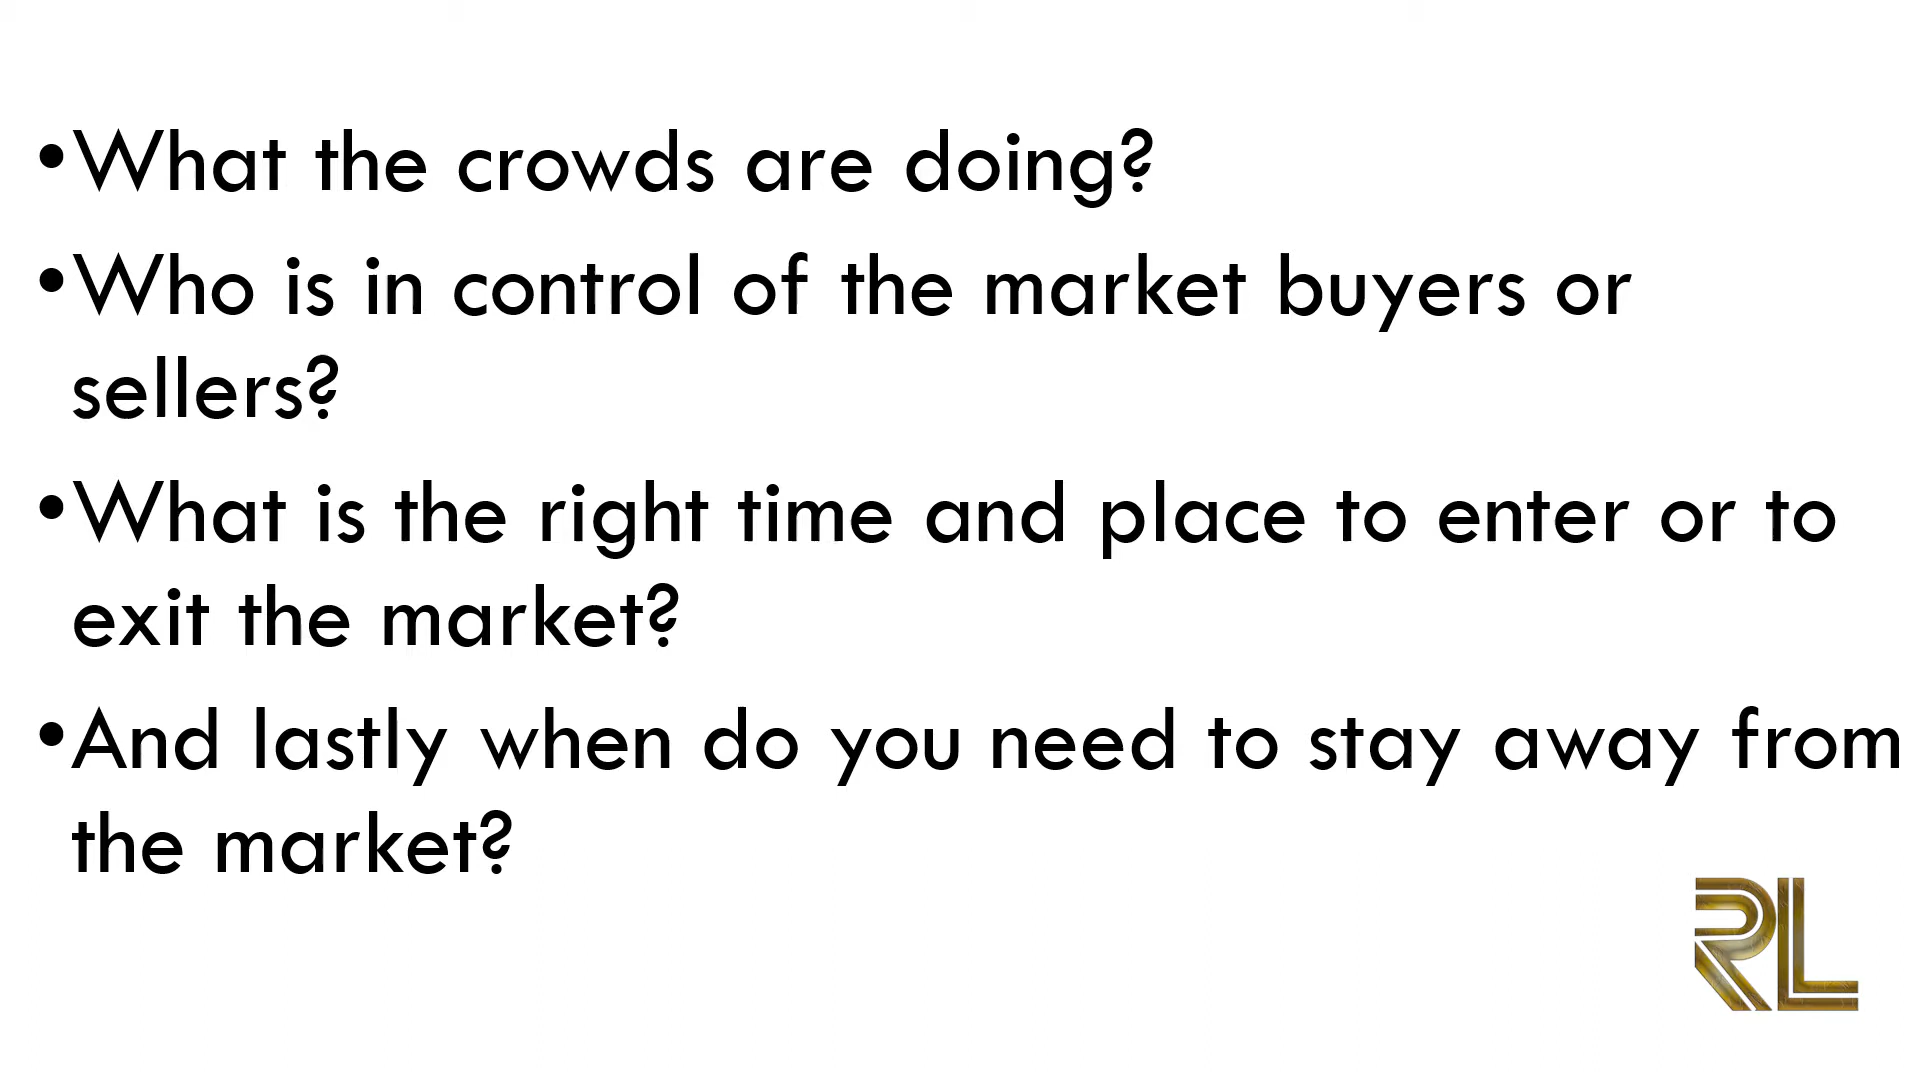 •What the crowds are doing?
•Who is in control of the market buyers or
sellers?
•What is the right time and place to enter or to
exit the market?
•And lastly when do you need to stay away from
the market?
RL